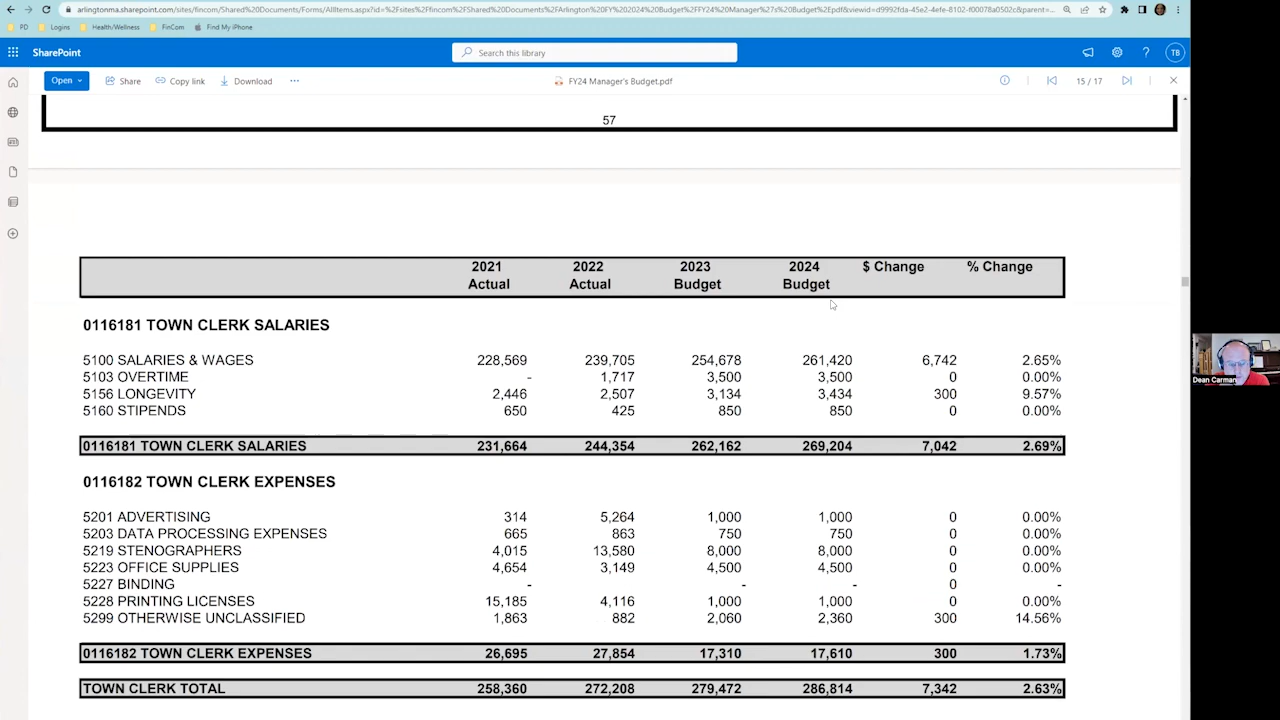 arlingtonma.sharepoint.com/sites/fincom/Shared%20Documents/Forms/AllItems.aspx?id=%2Fsites%2Ffincom%2FShared%20Documents%2FArlington%20FY%202024%20Budget%2FFY24%20Manager%27s%20Budget%2Epdf&viewid=d9992fda-45e2-4efe-8102-f00078a0502c&parent=...
PD Logins Health/Wellness FinCom Find My iPhone
SharePoint Search this library ? TB
Open Share Copy link Download ... FY24 Manager's Budget.pdf 15 / 17
57
2021 2022 2023 2024 $ Change % Change
Actual Actual Budget Budget
0116181 TOWN CLERK SALARIES
5100 SALARIES & WAGES 228,569 239,705 254,678 261,420 6,742 2.65%
5103 OVERTIME - 1,717 3,500 3,500 0 0.00%
5156 LONGEVITY 2,446 2,507 3,134 3,434 300 9.57%
5160 STIPENDS 650 425 850 850 0 0.00%
0116181 TOWN CLERK SALARIES 231,664 244,354 262,162 269,204 7,042 2.69%
Dean Carman
0116182 TOWN CLERK EXPENSES
5201 ADVERTISING 314 5,264 1,000 1,000 0 0.00%
5203 DATA PROCESSING EXPENSES 665 863 750 750 0 0.00%
5219 STENOGRAPHERS 4,015 13,580 8,000 8,000 0 0.00%
5223 OFFICE SUPPLIES 4,654 3,149 4,500 4,500 0 0.00%
5227 BINDING - - - 0 -
5228 PRINTING LICENSES 15,185 4,116 1,000 1,000 0 0.00%
5299 OTHERWISE UNCLASSIFIED 1,863 882 2,060 2,360 300 14.56%
0116182 TOWN CLERK EXPENSES 26,695 27,854 17,310 17,610 300 1.73%
TOWN CLERK TOTAL 258,360 272,208 279,472 286,814 7,342 2.63%